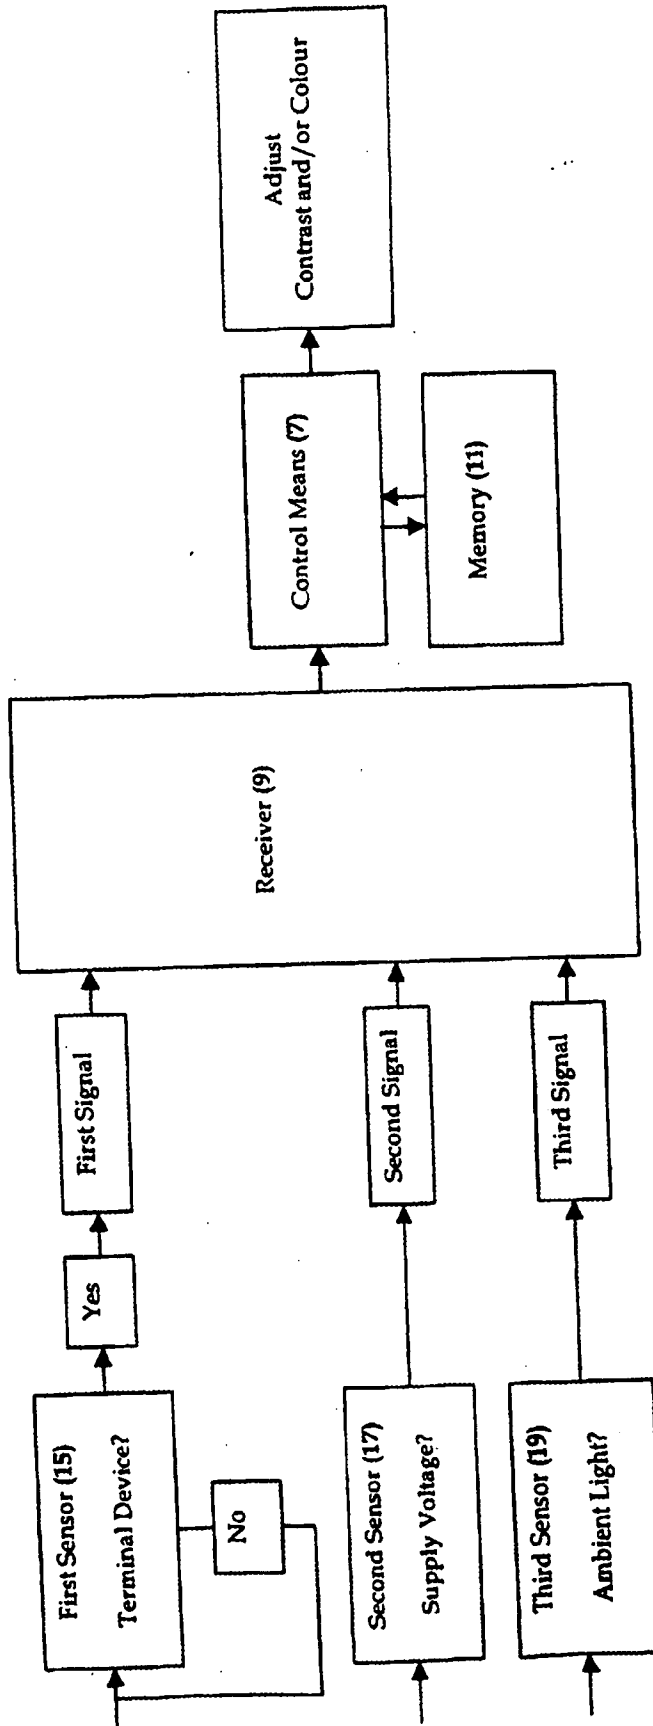 First Sensor (15)
Terminal Device?
No
Yes
First Signal
Second Sensor (17)
Supply Voltage?
Second Signal
Third Sensor (19)
Ambient Light?
Third Signal
Receiver (9)
Control Means (7)
Memory (11)
Adjust
Contrast and/or Colour